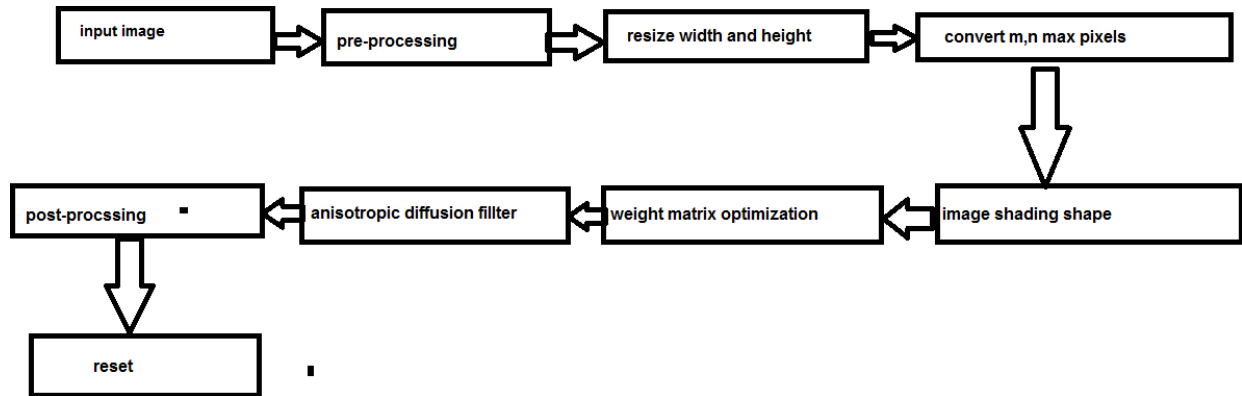 input image
pre-processing
resize width and height
convert m,n max pixels
image shading shape
weight matrix optimization
anisotropic diffusion fillter
post-procssing
reset